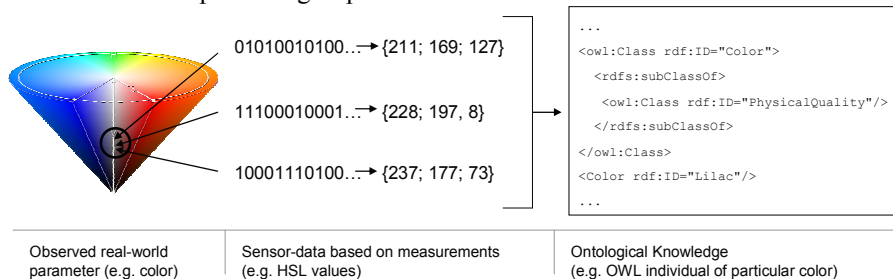 01010010100… {211; 169; 127}
11100010001… {228; 197, 8}
10001110100… {237; 177; 73}
...
<owl:Class rdf:ID="Color">
<rdfs:subClassOf>
<owl:Class rdf:ID="PhysicalQuality"/>
</rdfs:subClassOf>
</owl:Class>
<Color rdf:ID="Lilac"/>
...
Observed real-world
parameter (e.g. color)
Sensor-data based on measurements
(e.g. HSL values)
Ontological Knowledge
(e.g. OWL individual of particular color)